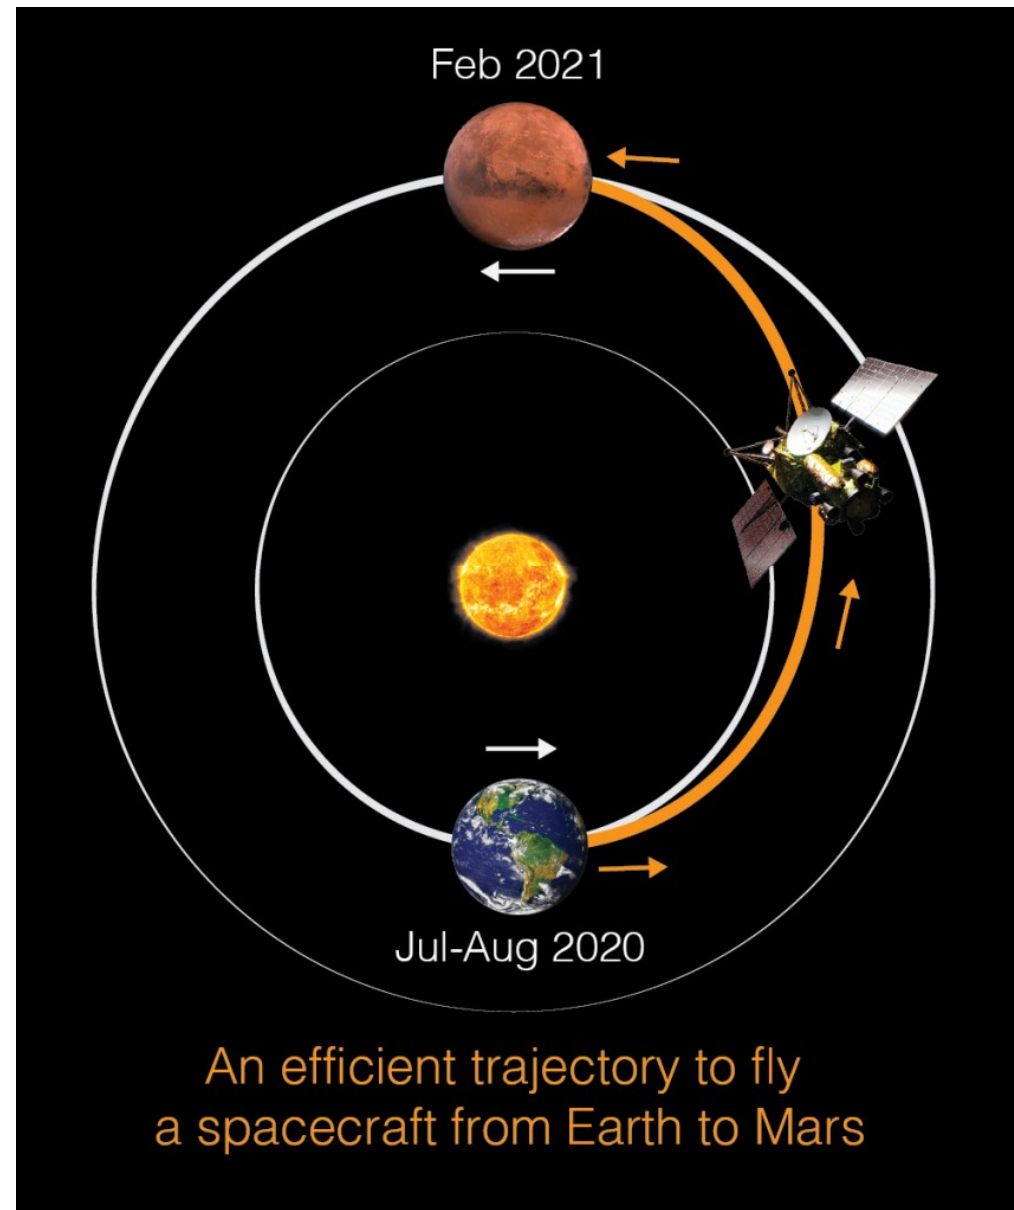 Feb 2021
Jul-Aug 2020
An efficient trajectory to fly
a spacecraft from Earth to Mars